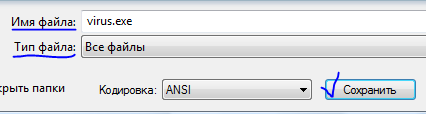 Имя файла: virus.exe
Тип файла: Все файлы
крыть папки Кодировка: ANSI Сохранить